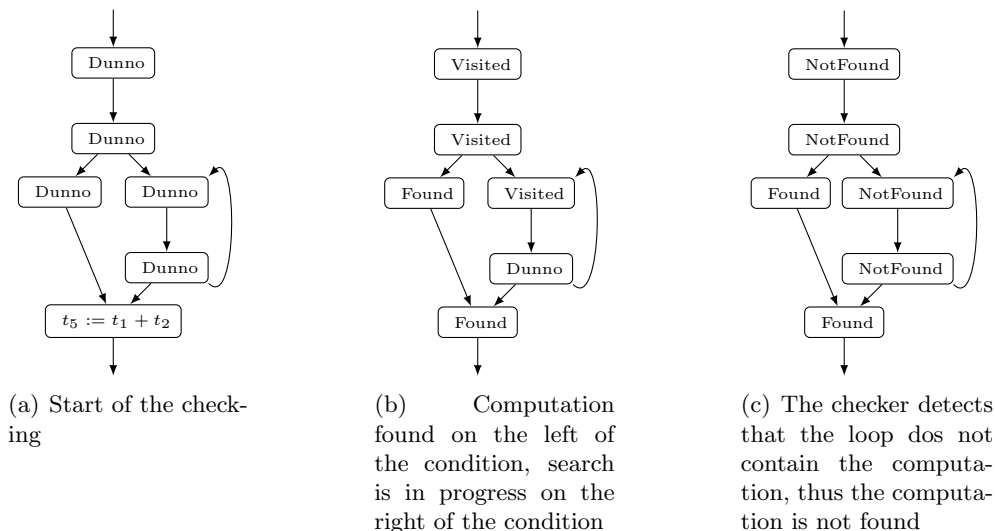 Dunno
Dunno
Dunno Dunno
Dunno
t5 := t1 + t2
(a) Start of the check-
ing
Visited
Visited
Found Visited
Dunno
Found
(b) Computation
found on the left of
the condition, search
is in progress on the
right of the condition
NotFound
NotFound
Found NotFound
NotFound
Found
(c) The checker detects
that the loop dos not
contain the computa-
tion, thus the computa-
tion is not found